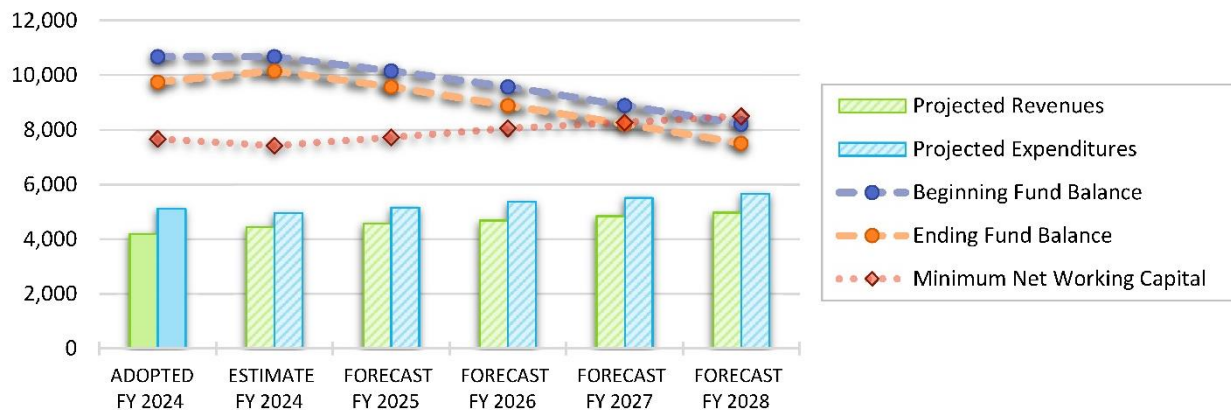 12,000
10,000
8,000
6,000
4,000
2,000
0
ADOPTED FY 2024
ESTIMATE FY 2024
FORECAST FY 2025
FORECAST FY 2026
FORECAST FY 2027
FORECAST FY 2028
Projected Revenues
Projected Expenditures
Beginning Fund Balance
Ending Fund Balance
Minimum Net Working Capital